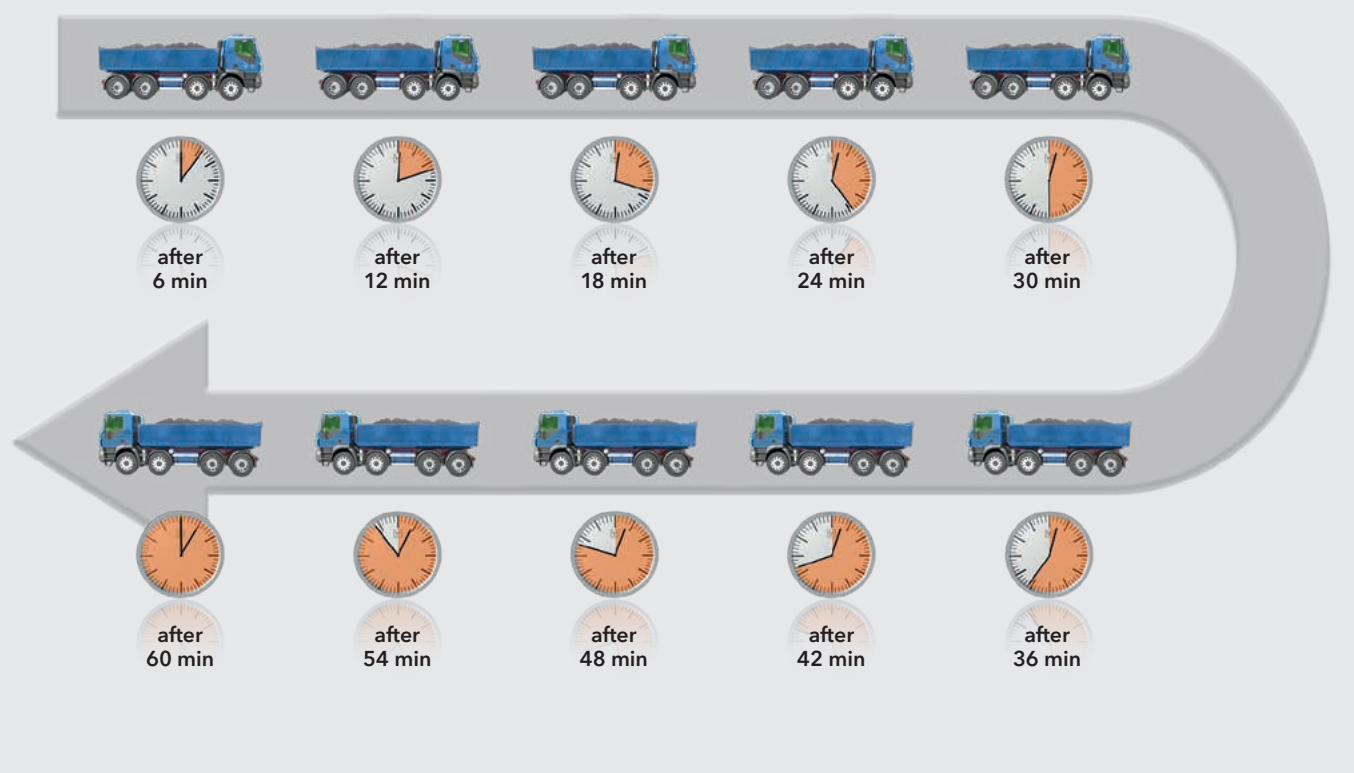 after
6 min
after
12 min
after
18 min
after
24 min
after
30 min
after
60 min
after
54 min
after
48 min
after
42 min
after
36 min